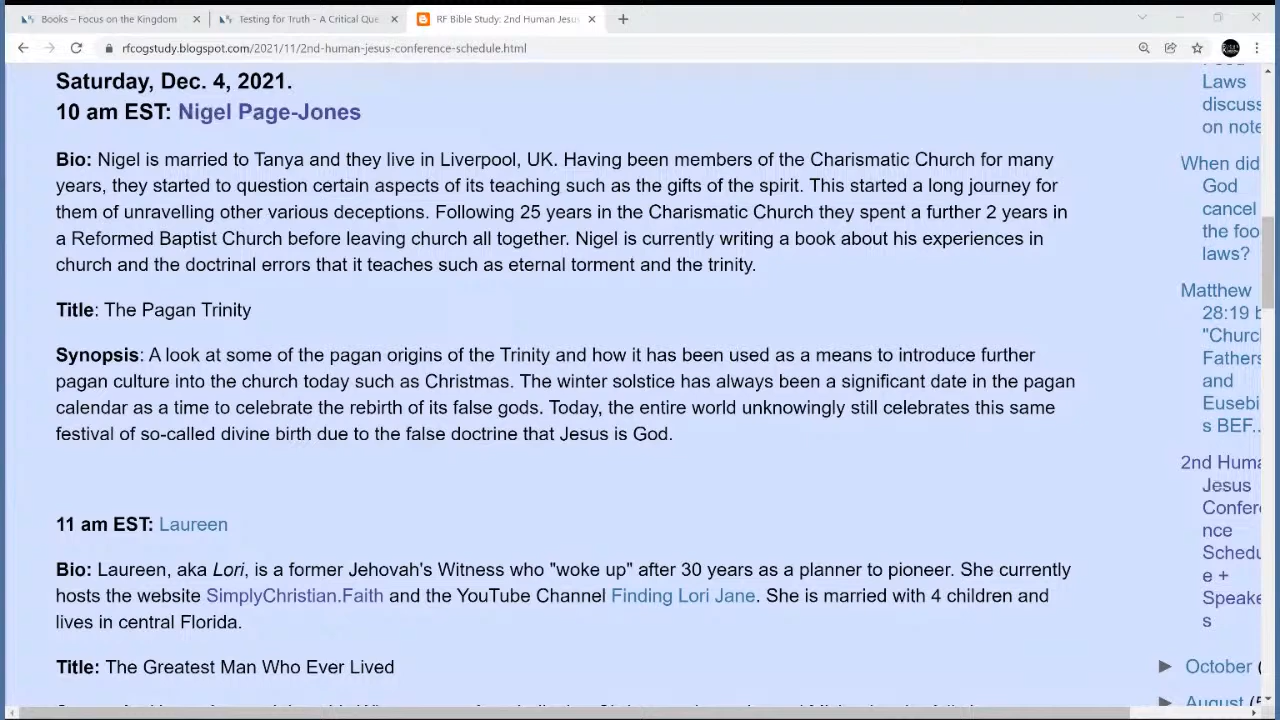 Books – Focus on the Kingdom
Testing for Truth - A Critical Que
RF Bible Study: 2nd Human Jesus
rfcogstudy.blogspot.com/2021/11/2nd-human-jesus-conference-schedule.html
Saturday, Dec. 4, 2021.
10 am EST: Nigel Page-Jones
Bio: Nigel is married to Tanya and they live in Liverpool, UK. Having been members of the Charismatic Church for many
years, they started to question certain aspects of its teaching such as the gifts of the spirit. This started a long journey for
them of unravelling other various deceptions. Following 25 years in the Charismatic Church they spent a further 2 years in
a Reformed Baptist Church before leaving church all together. Nigel is currently writing a book about his experiences in
church and the doctrinal errors that it teaches such as eternal torment and the trinity.
Title: The Pagan Trinity
Synopsis: A look at some of the pagan origins of the Trinity and how it has been used as a means to introduce further
pagan culture into the church today such as Christmas. The winter solstice has always been a significant date in the pagan
calendar as a time to celebrate the rebirth of its false gods. Today, the entire world unknowingly still celebrates this same
festival of so-called divine birth due to the false doctrine that Jesus is God.
11 am EST: Laureen
Bio: Laureen, aka Lori, is a former Jehovah's Witness who "woke up" after 30 years as a planner to pioneer. She currently
hosts the website SimplyChristian.Faith and the YouTube Channel Finding Lori Jane. She is married with 4 children and
lives in central Florida.
Title: The Greatest Man Who Ever Lived
Laws
discuss
on note
When did
God
cancel
the foo
laws?
Matthew
28:19 b
"Church
Fathers
and
Eusebi
s BEF..
2nd Huma
Jesus
Confere
nce
Schedu
e +
Speake
s
October (
August (5